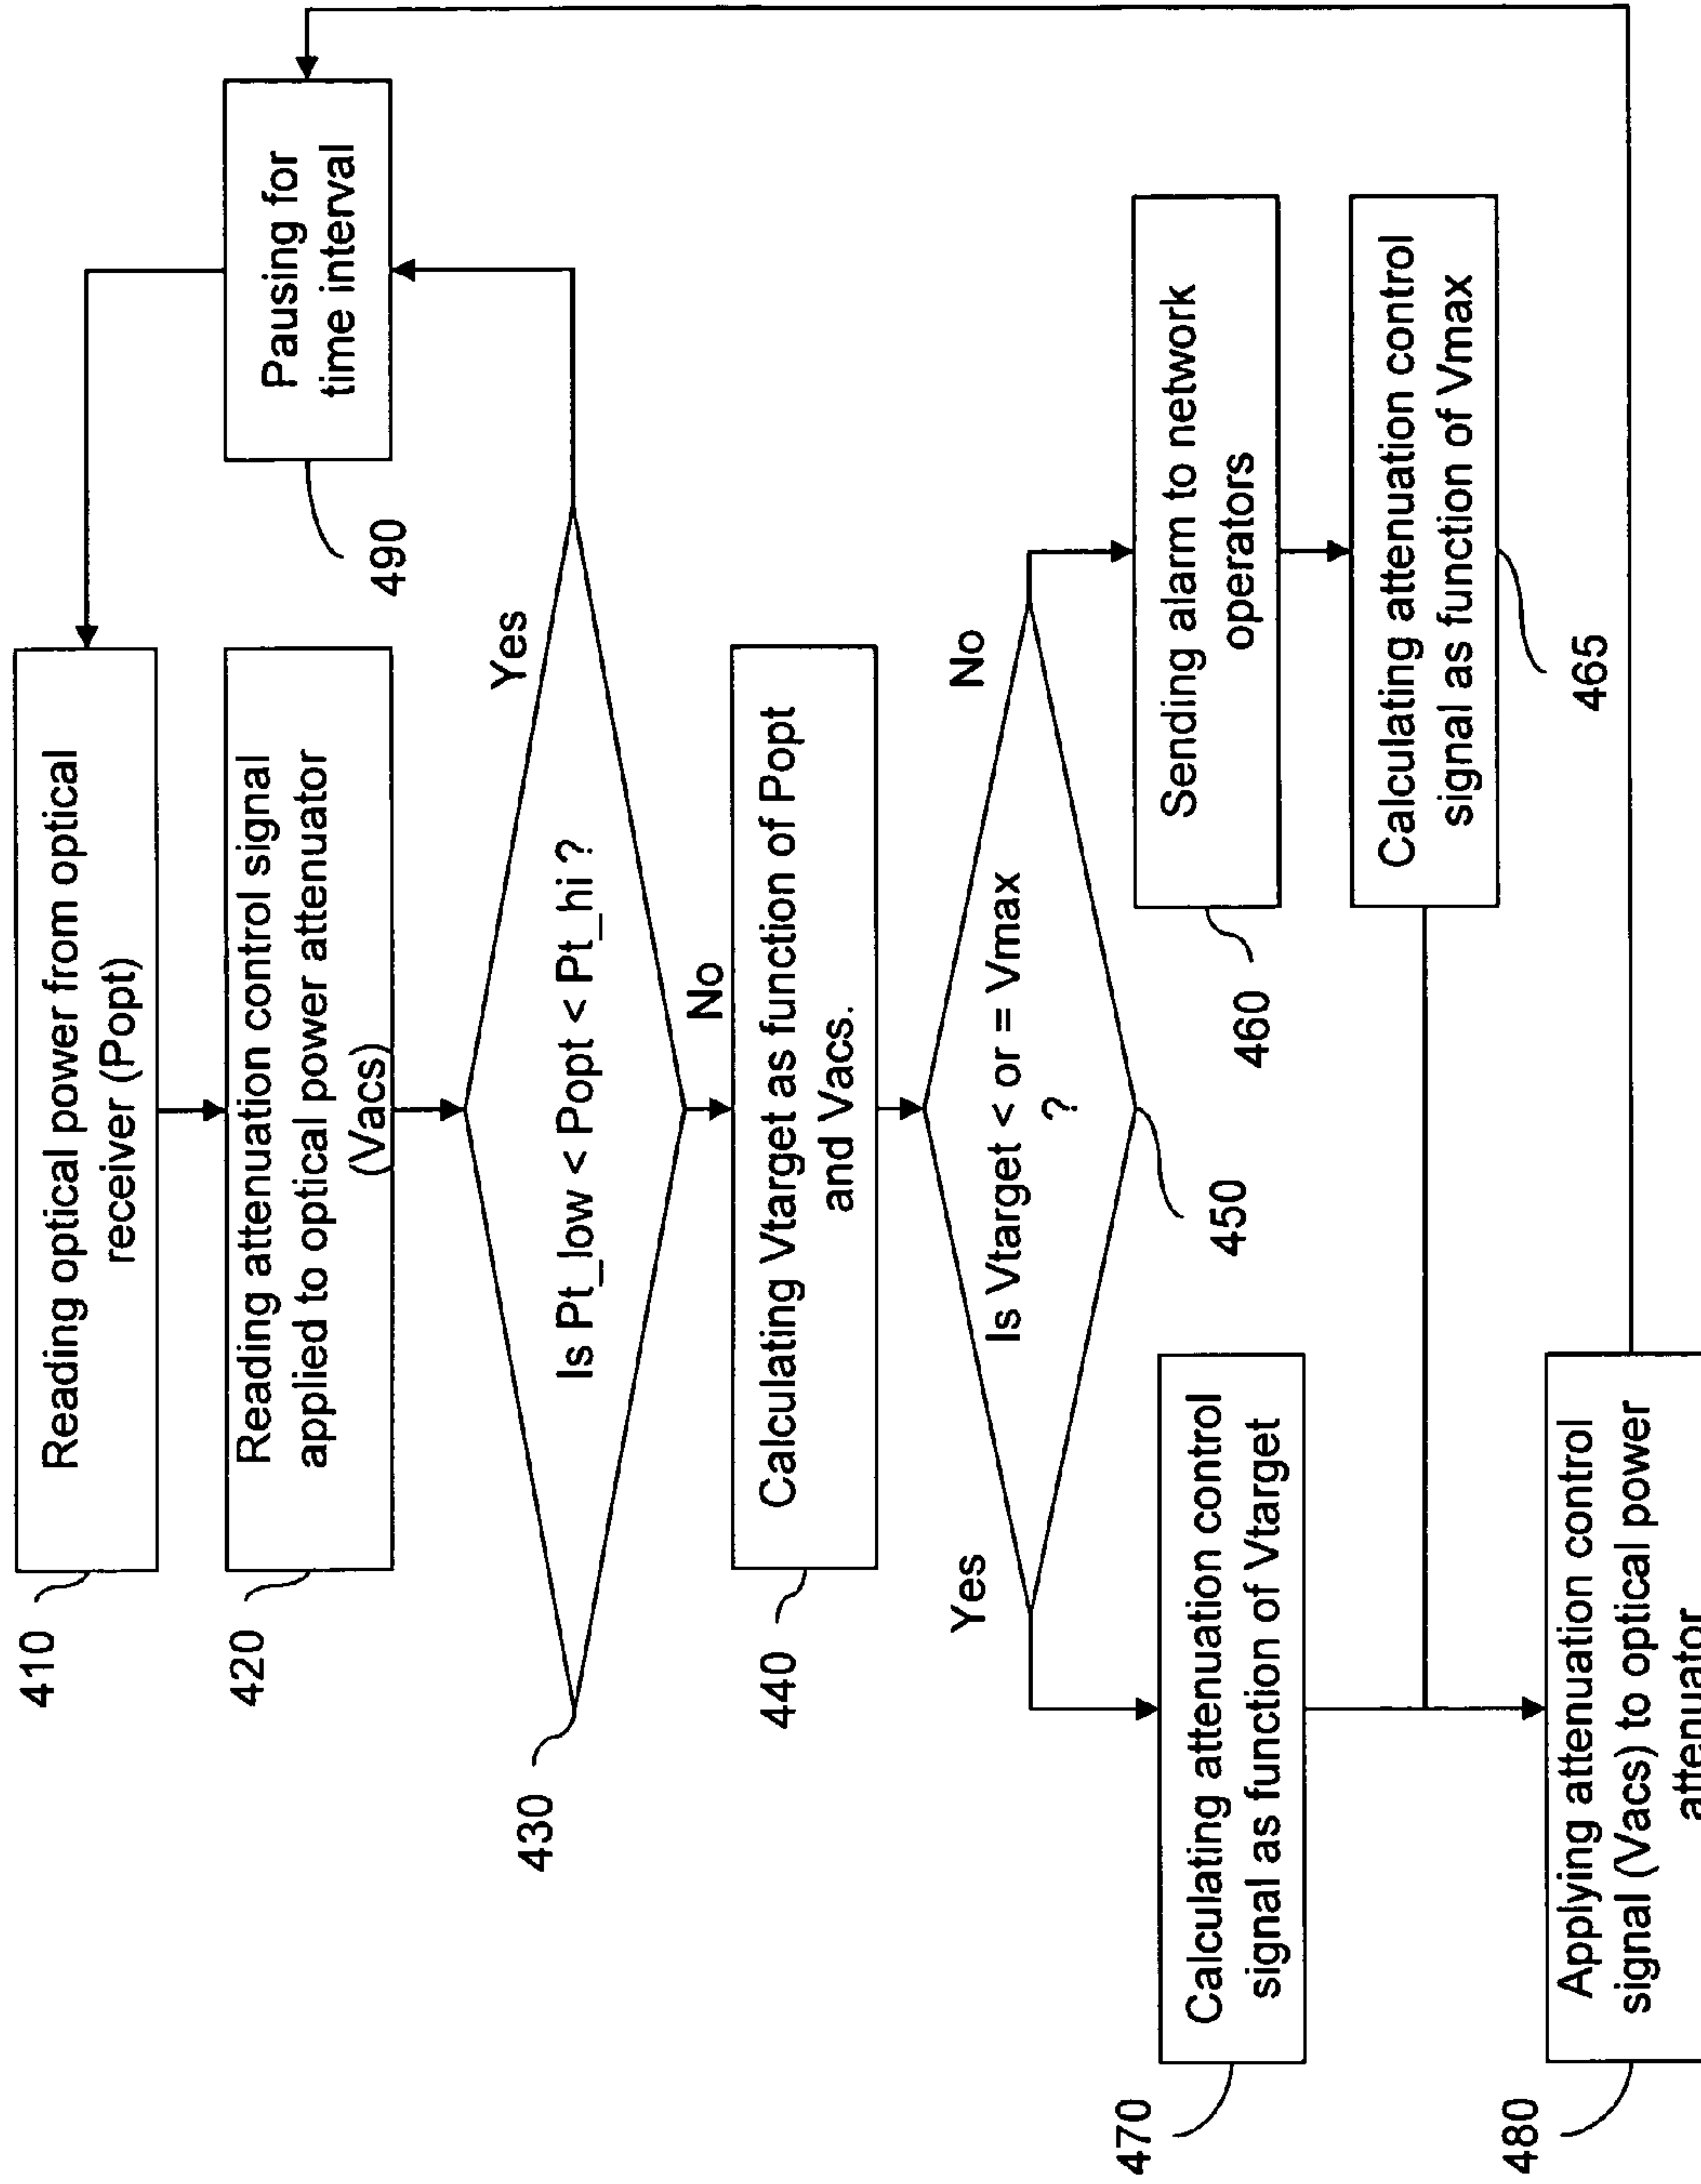 410
Reading optical power from optical
receiver (Popt)
420
Reading attenuation control signal
applied to optical power attenuator
(Vacs)
430
Is Pt_low < Popt < Pt_hi ?
Yes
No
490
Pausing for
time interval
440
Calculating Vtarget as function of Popt
and Vacs.
Is Vtarget < or = Vmax
?
450
Yes
No
460
Sending alarm to network
operators
465
Calculating attenuation control
signal as function of Vmax
470
Calculating attenuation control
signal as function of Vtarget
480
Applying attenuation control
signal (Vacs) to optical power
attenuator